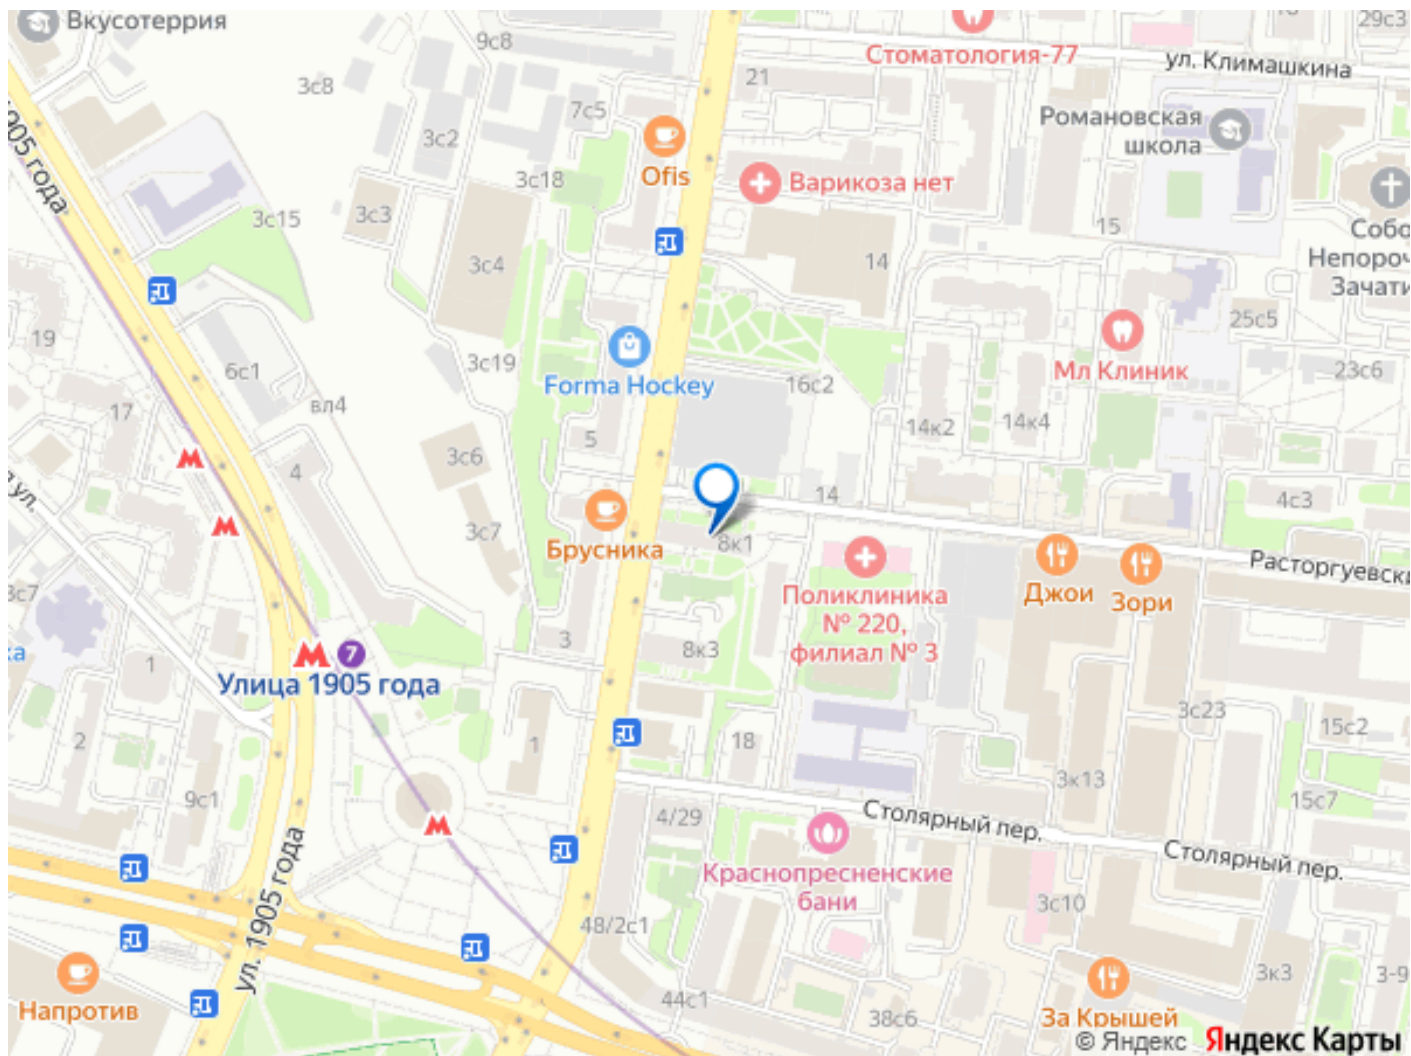 Вкусотеррия
9с8
Стоматология-77
29с3
ул. Климашкина
3с8
21
7с5
3с2
Ofis
Романовская
школа
1905 года
3с18
Варикоза нет
3с15
3с3
15
3с4
14
Собо
Непороч
Зачати
19
6с1
3с19
Forma Hockey
16с2
25с5
Мл Клиник
23с6
17
вл4
5
14к2
14к4
4
3с6
14
4с3
ул.
3с7
Брусника
8к1
Расторгуевски
3с7
Джои
Зори
Поликлиника
№ 220,
филиал № 3
3
8к3
ка
1
7
Улица 1905 года
3с23
15с2
2
1
18
3к13
9с1
15с7
4/29
Столярный пер.
Столярный пер.
Краснопресненские
бани
ул. 1905 года
48/2с1
3с10
3к3
3-9
Напротив
44с1
38с6
За Крышей
© Яндекс
Яндекс Карты